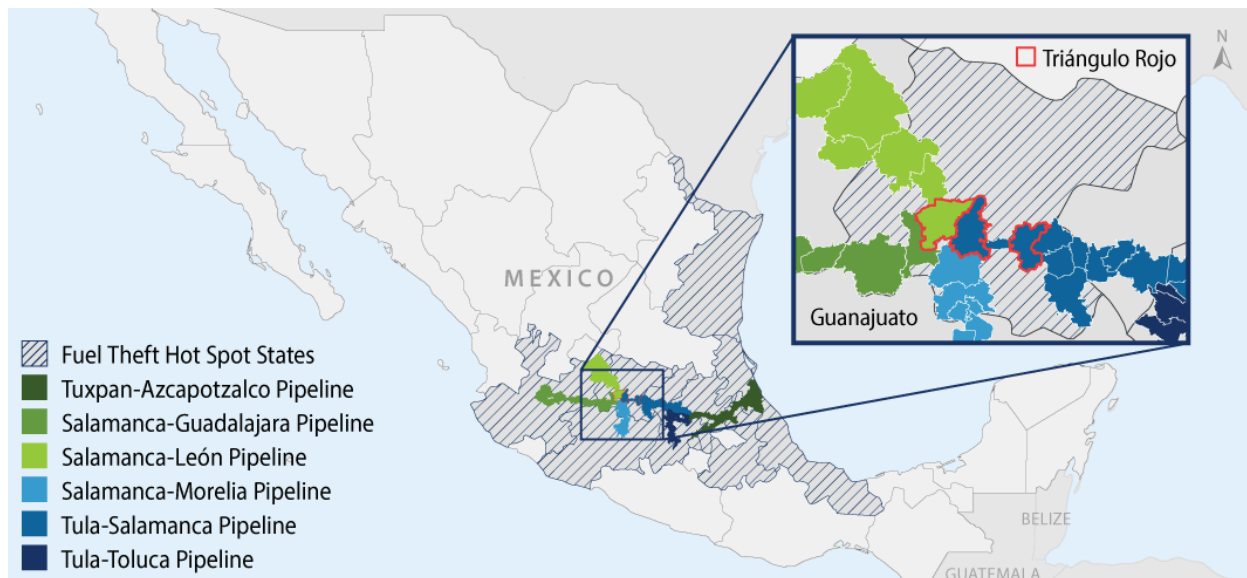 N
Triángulo Rojo
Guanajuato
MEXICO
Fuel Theft Hot Spot States
Tuxpan-Azcapotzalco Pipeline
Salamanca-Guadalajara Pipeline
Salamanca-León Pipeline
Salamanca-Morelia Pipeline
Tula-Salamanca Pipeline
Tula-Toluca Pipeline
BELIZE
GUATEMALA